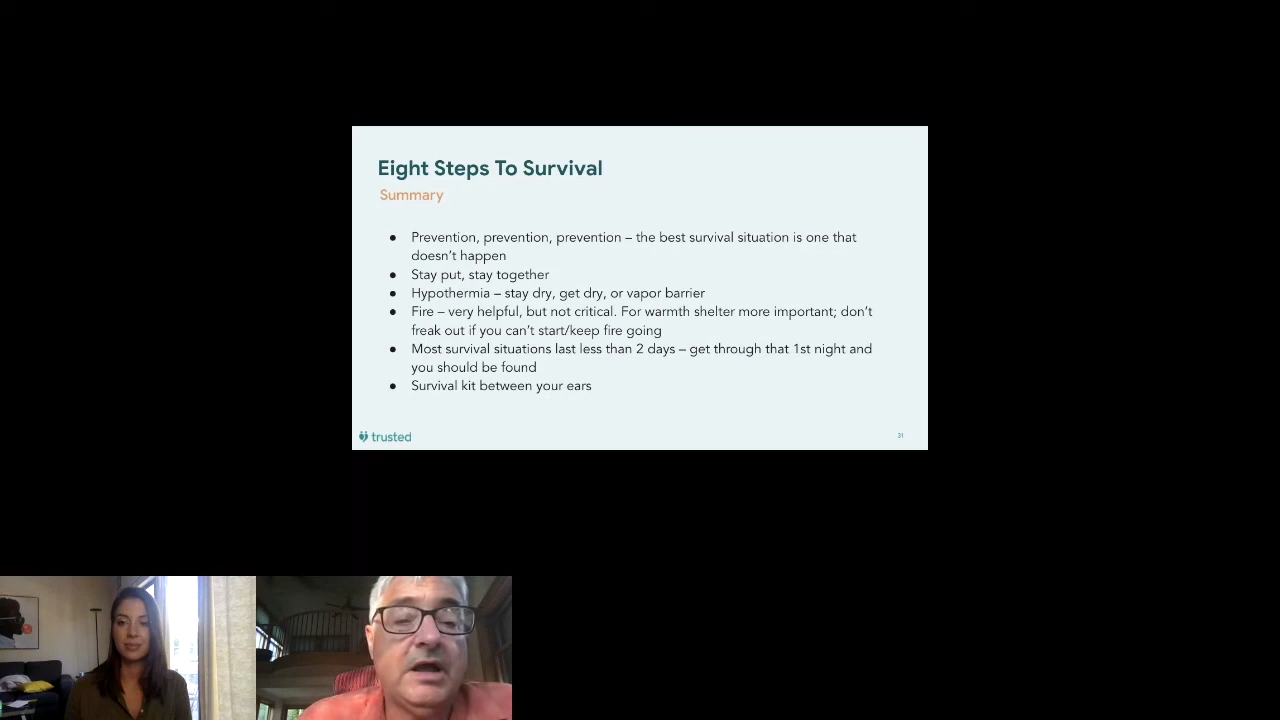 Eight Steps To Survival
Summary
● Prevention, prevention, prevention – the best survival situation is one that
doesn't happen
● Stay put, stay together
● Hypothermia – stay dry, get dry, or vapor barrier
● Fire – very helpful, but not critical. For warmth shelter more important; don't
freak out if you can't start/keep fire going
● Most survival situations last less than 2 days – get through that 1st night and
you should be found
● Survival kit between your ears
trusted
31